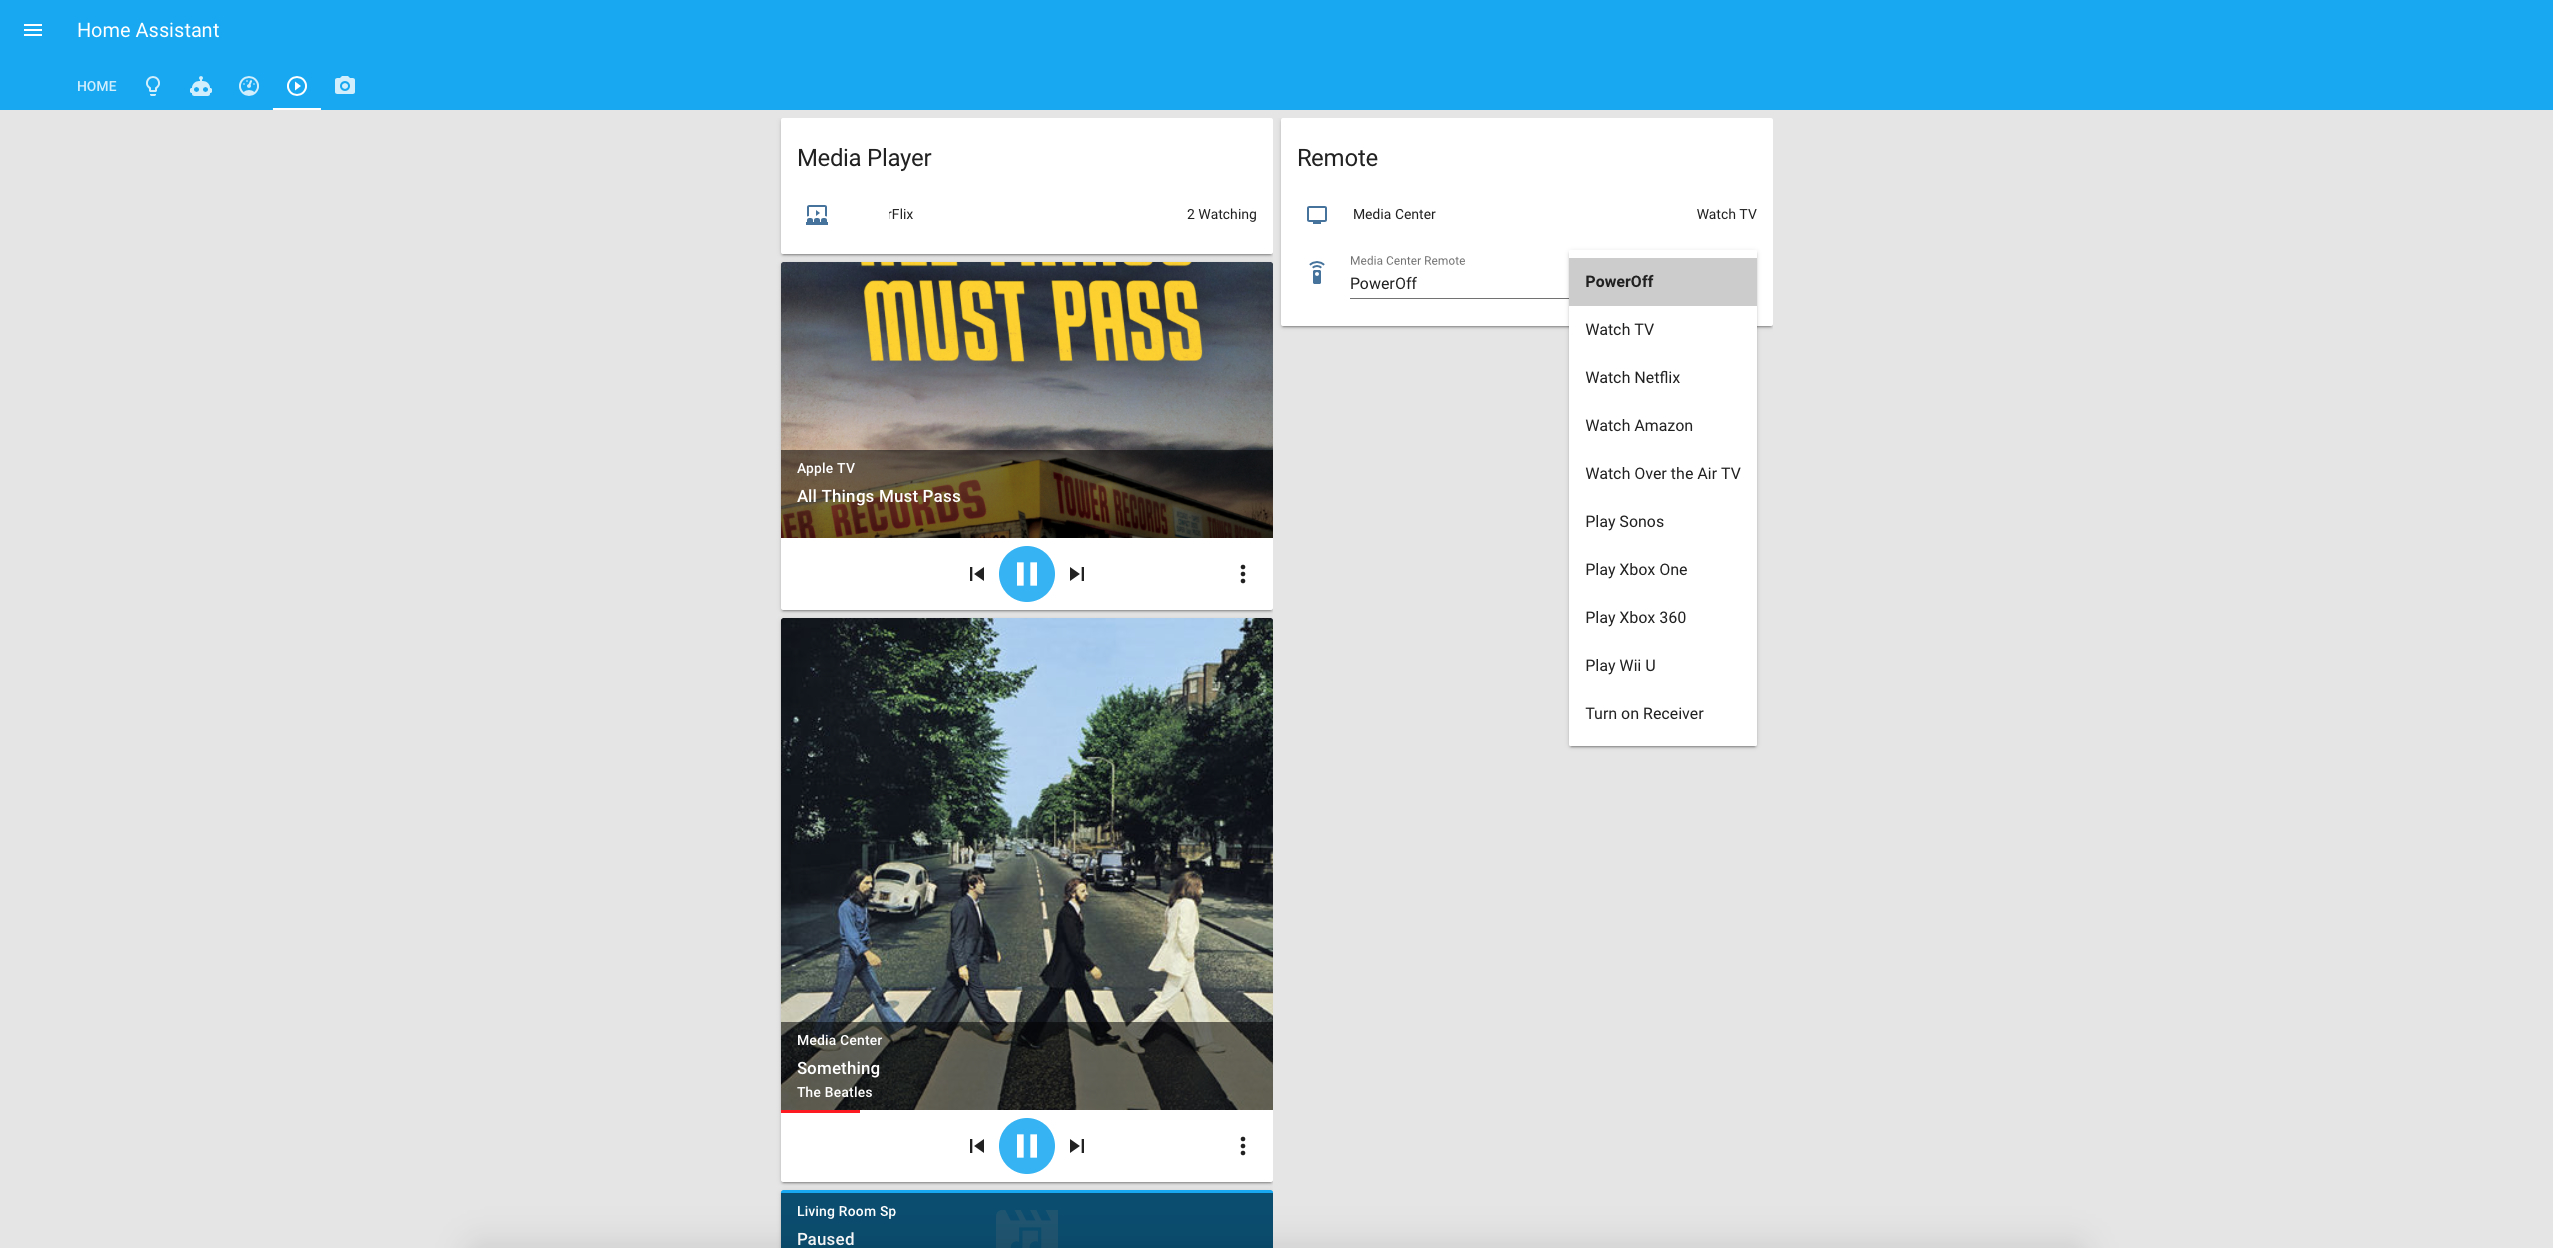 Home Assistant
HOME
Media Player
rFlix
2 Watching
MUST PASS
Apple TV
All Things Must Pass
ER RECORDS
TOWER RECORDS
Media Center
Something
The Beatles
Living Room Sp
Paused
Remote
Media Center
Watch TV
Media Center Remote
PowerOff
PowerOff
Watch TV
Watch Netflix
Watch Amazon
Watch Over the Air TV
Play Sonos
Play Xbox One
Play Xbox 360
Play Wii U
Turn on Receiver